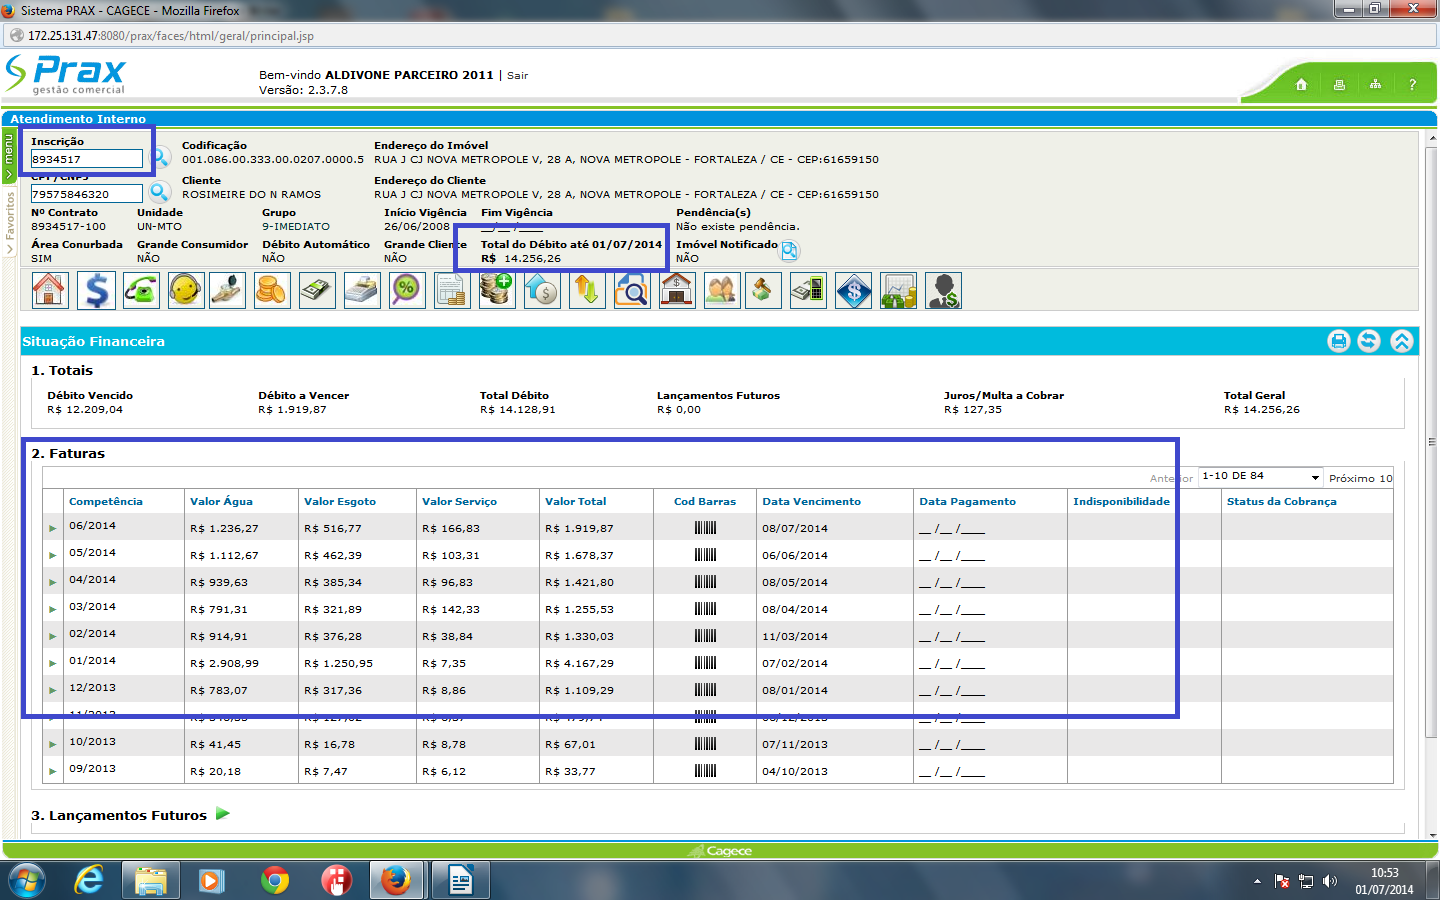 Sistema PRAX - CAGECE - Mozilla Firefox
172.25.131.47:8080/prax/faces/html/geral/principal.jsp
Prax
gestão comercial
Bem-vindo ALDIVONE PARCEIRO 2011 | Sair
Versão: 2.3.7.8
?
Atendimento Interno
menu
Favoritos
Inscrição Codificação Endereço do Imóvel
8934517 001.086.00.333.00.0207.0000.5 RUA J CJ NOVA METROPOLE V, 28 A, NOVA METROPOLE - FORTALEZA / CE - CEP:61659150
CPF/CNPJ Cliente Endereço do Cliente
79575846320 ROSIMEIRE DO N RAMOS RUA J CJ NOVA METROPOLE V, 28 A, NOVA METROPOLE - FORTALEZA / CE - CEP:61659150
Nº Contrato Unidade Grupo Início Vigência Fim Vigência Pendência(s)
8934517-100 UN-MTO 9-IMEDIATO 26/06/2008 __/__/____ Não existe pendência.
Área Conurbada Grande Consumidor Débito Automático Grande Cliente Total do Débito até 01/07/2014 Imóvel Notificado
SIM NÃO NÃO NÃO R$ 14.256,26 NÃO
Situação Financeira
1. Totais
Débito Vencido Débito a Vencer Total Débito Lançamentos Futuros Juros/Multa a Cobrar Total Geral
R$ 12.209,04 R$ 1.919,87 R$ 14.128,91 R$ 0,00 R$ 127,35 R$ 14.256,26
2. Faturas
Anterior 1-10 DE 84 Próximo 10
Competência Valor Água Valor Esgoto Valor Serviço Valor Total Cod Barras Data Vencimento Data Pagamento Indisponibilidade Status da Cobrança
06/2014 R$ 1.236,27 R$ 516,77 R$ 166,83 R$ 1.919,87 08/07/2014 __ /__ /____
05/2014 R$ 1.112,67 R$ 462,39 R$ 103,31 R$ 1.678,37 06/06/2014 __ /__ /____
04/2014 R$ 939,63 R$ 385,34 R$ 96,83 R$ 1.421,80 08/05/2014 __ /__ /____
03/2014 R$ 791,31 R$ 321,89 R$ 142,33 R$ 1.255,53 08/04/2014 __ /__ /____
02/2014 R$ 914,91 R$ 376,28 R$ 38,84 R$ 1.330,03 11/03/2014 __ /__ /____
01/2014 R$ 2.908,99 R$ 1.250,95 R$ 7,35 R$ 4.167,29 07/02/2014 __ /__ /____
12/2013 R$ 783,07 R$ 317,36 R$ 8,86 R$ 1.109,29 08/01/2014 __ /__ /____
11/2013
10/2013 R$ 41,45 R$ 16,78 R$ 8,78 R$ 67,01 07/11/2013 __ /__ /____
09/2013 R$ 20,18 R$ 7,47 R$ 6,12 R$ 33,77 04/10/2013 __ /__ /____
3. Lançamentos Futuros
Cagece
10:53
01/07/2014